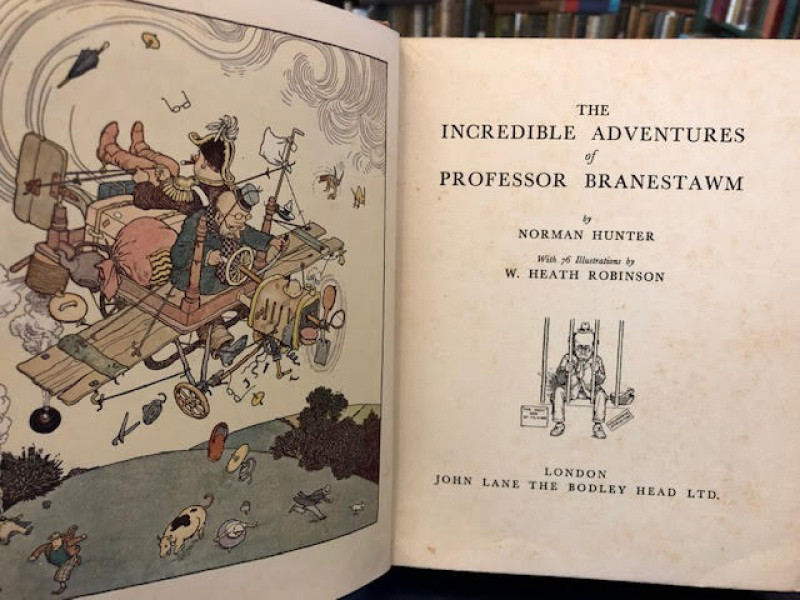 THE
INCREDIBLE ADVENTURES
of
PROFESSOR BRANESTAWM
by
NORMAN HUNTER
With 76 Illustrations by
W. HEATH ROBINSON
LONDON
JOHN LANE THE BODLEY HEAD LTD.